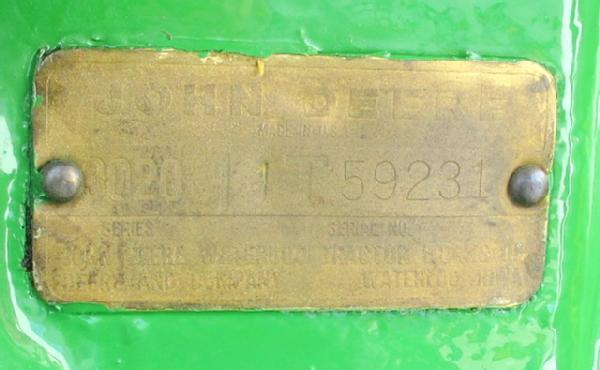 JOHN DEERE
MADE IN U.S.A.
3020 1 T 59231
SERIES SERIAL NO.
JOHN DEERE WATERLOO TRACTOR WORKS OF
DEERE AND COMPANY WATERLOO, IOWA